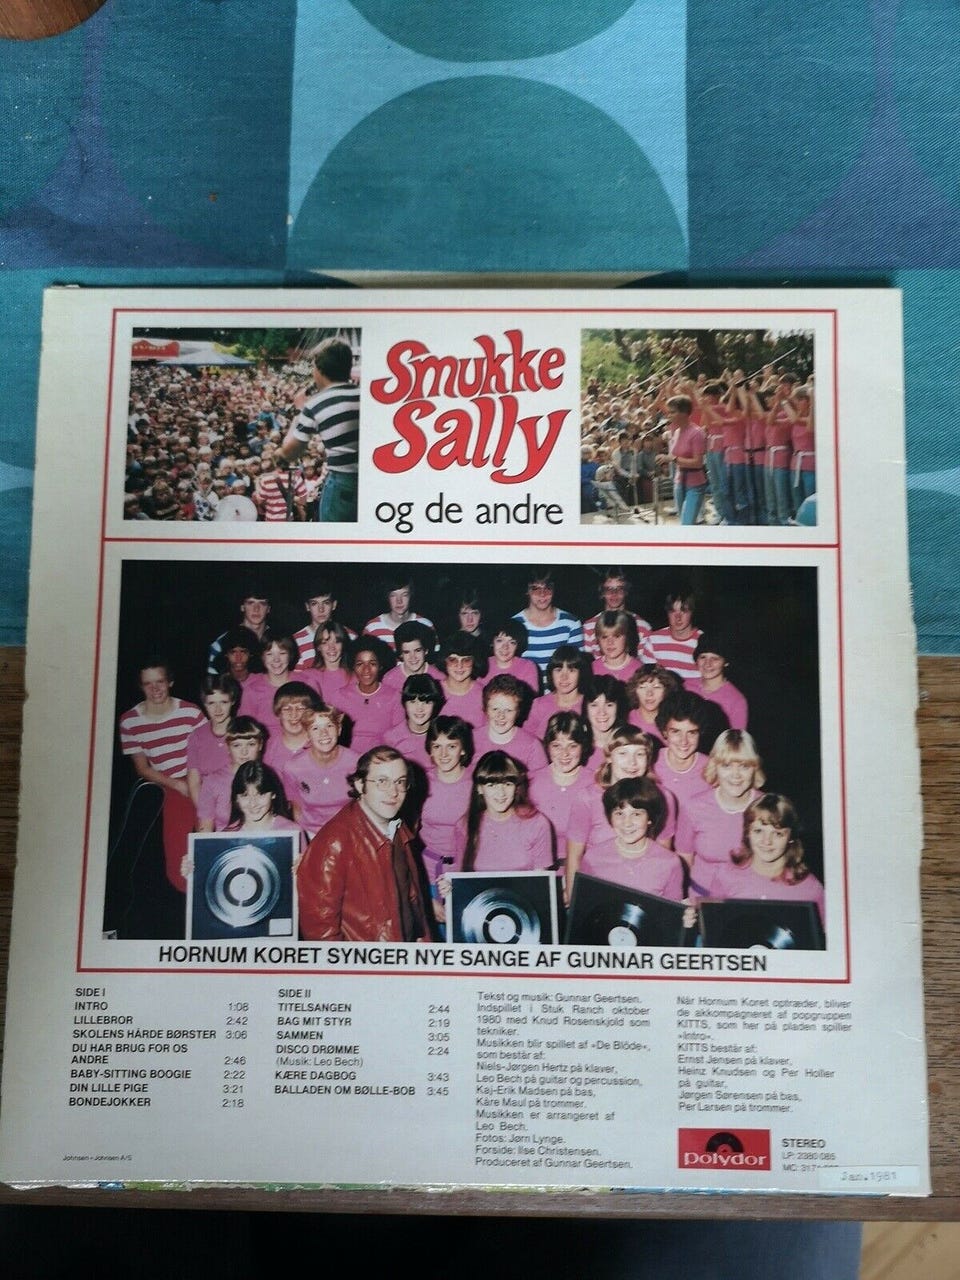 Smukke
Sally
og de andre
HORNUM KORET SYNGER NYE SANGE AF GUNNAR GEERTSEN
SIDE I
INTRO 1:08
LILLEBROR 2:42
SKOLENS HÅRDE BØRSTER 3:06
DU HAR BRUG FOR OS
ANDRE 2:46
BABY-SITTING BOOGIE 2:22
DIN LILLE PIGE 3:21
BONDEJOKKER 2:18
SIDE II
TITELSANGEN 2:44
BAG MIT STYR 2:19
SAMMEN 3:05
DISCO DRØMME 2:24
(Musik: Leo Bech)
KÆRE DAGBOG 3:43
BALLADEN OM BØLLE-BOB 3:45
Tekst og musik: Gunnar Geertsen.
Indspillet i Stuk Ranch oktober
1980 med Knud Rosenskjold som
tekniker.
Musikken blir spillet af »De Blöde«,
som består af:
Niels-Jørgen Hertz på klaver,
Leo Bech på guitar og percussion,
Kaj-Erik Madsen på bas,
Kåre Maul på trommer.
Musikken er arrangeret af
Leo Bech.
Fotos: Jørn Lynge.
Forside: Ilse Christensen.
Produceret af Gunnar Geertsen.
Når Hornum Koret optræder, bliver
de akkompagneret af popgruppen
KITTS, som her på pladen spiller
»Intro«.
KITTS består af:
Ernst Jensen på klaver,
Heinz Knudsen og Per Holler
på guitar,
Jørgen Sørensen på bas,
Per Larsen på trommer.
polydor
STEREO
LP: 2380 085
MC:
Jan.1981
Johnsen + Johnsen A/S